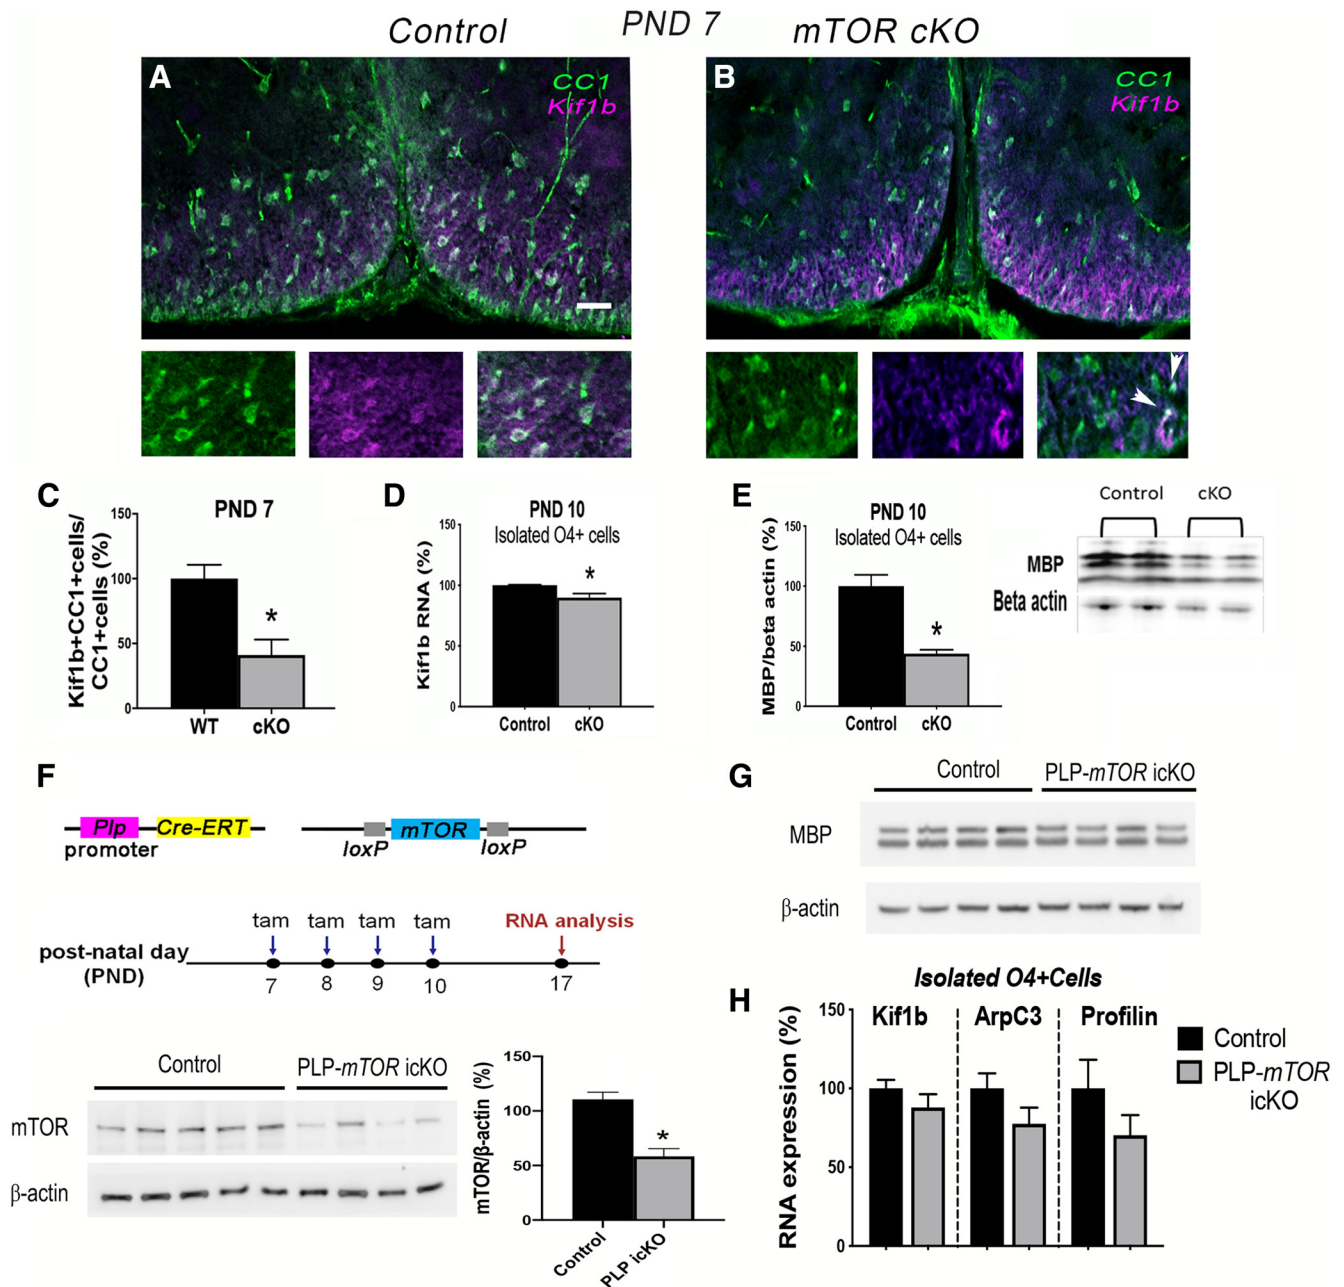 PND 7
Control
mTOR cKO
A
CC1
Kif1b
B
CC1
Kif1b
C
PND 7
Kif1b+CC1+cells/
CC1+cells (%)
150
100
50
0
WT
cKO
D
PND 10
Isolated O4+ cells
Kif1b RNA (%)
150
100
50
0
*
*
Control
cKO
E
PND 10
Isolated O4+ cells
MBP/beta actin (%)
150
100
50
0
*
Control
cKO
Control
cKO
MBP
Beta actin
F
Plp
Cre-ERT
promoter
mTOR
loxP
loxP
tam
tam
tam
tam
RNA analysis
post-natal day
(PND)
7
8
9
10
17
Control
PLP-mTOR icKO
mTOR
β-actin
mTOR/β-actin (%)
150
100
50
0
*
Control
PLP icKO
G
Control
PLP-mTOR icKO
MBP
β-actin
H
Isolated O4+Cells
RNA expression (%)
150
100
50
0
Kif1b
ArpC3
Profilin
Control
PLP-mTOR
icKO